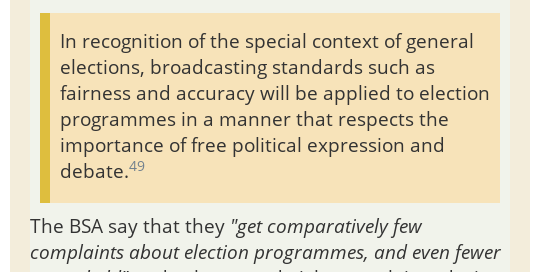 In recognition of the special context of general
elections, broadcasting standards such as
fairness and accuracy will be applied to election
programmes in a manner that respects the
importance of free political expression and
debate.49
The BSA say that they "get comparatively few
complaints about election programmes, and even fewer